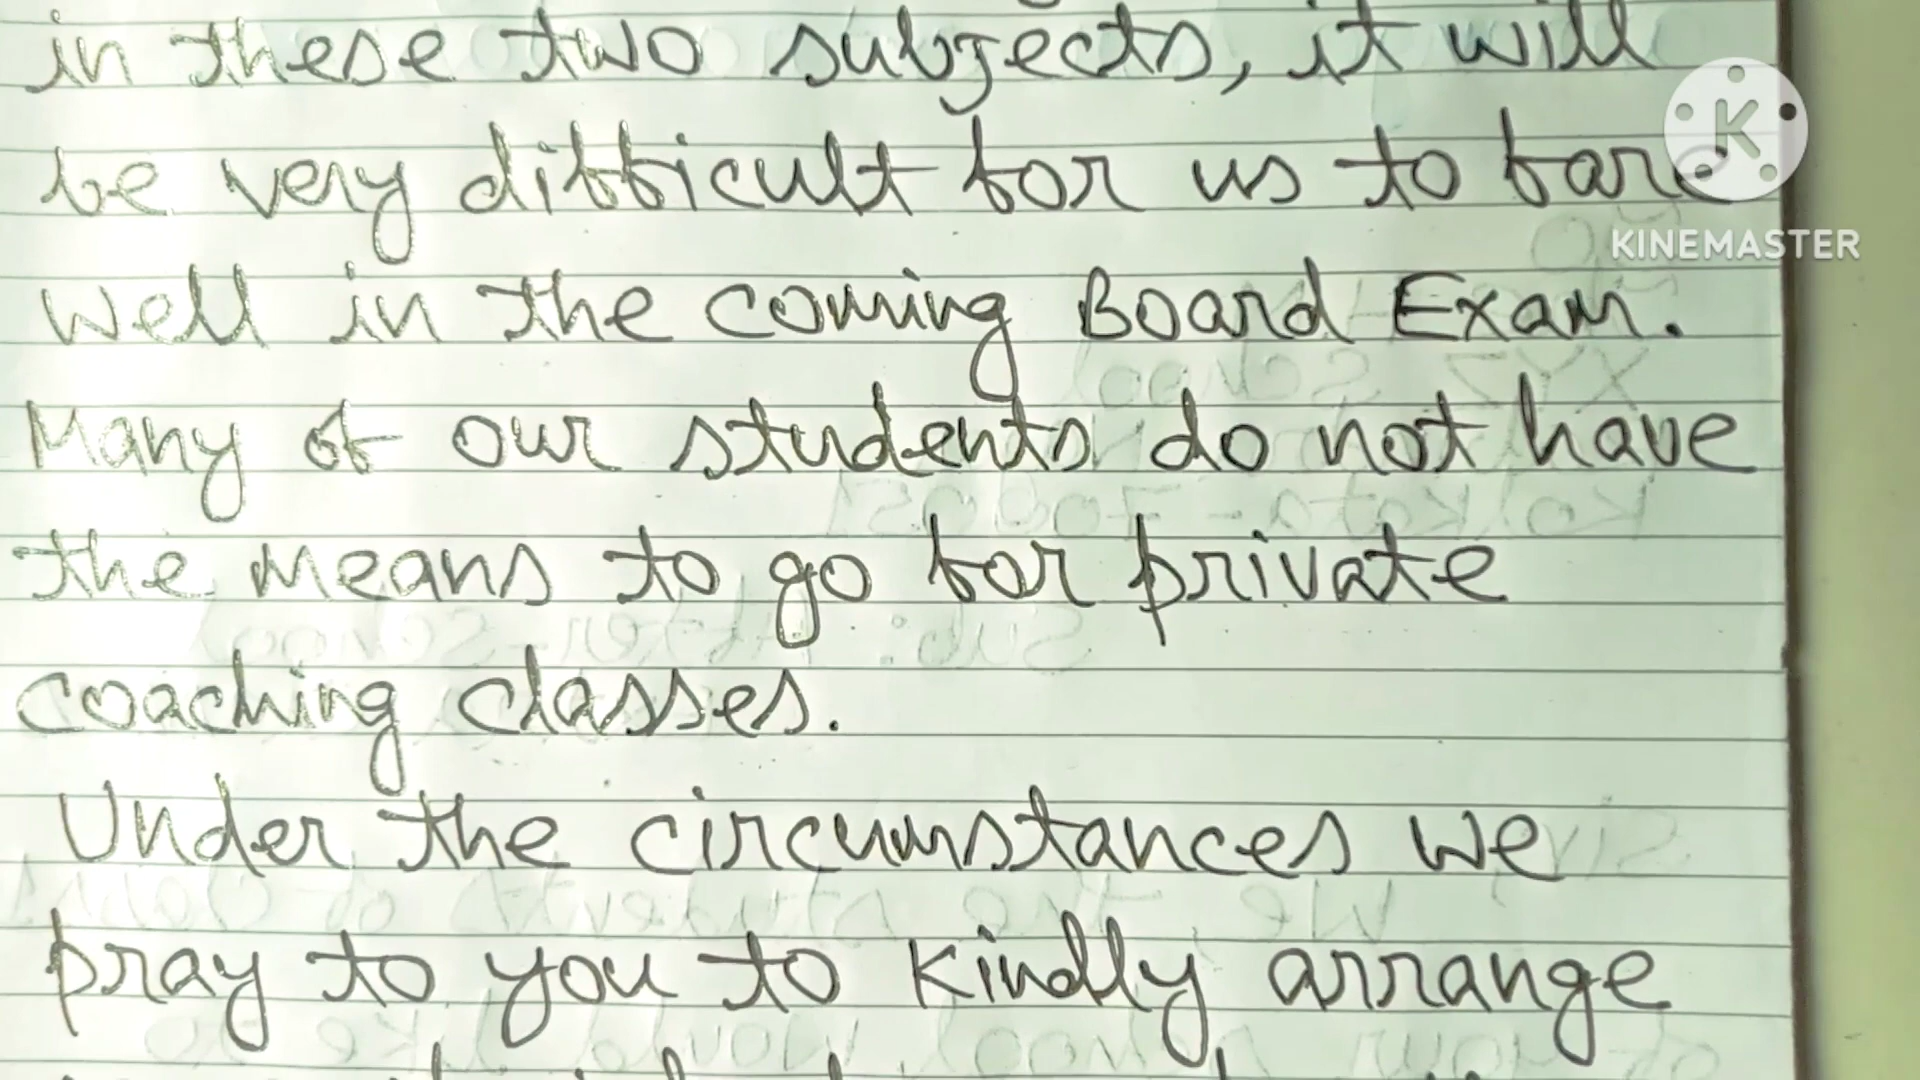 in these two subjects, it will
be very difficult for us to fare
KINEMASTER
well in the coming Board Exam.
Many of our students do not have
the means to go for private
coaching classes.
Under the circumstances we
pray to you to kindly arrange